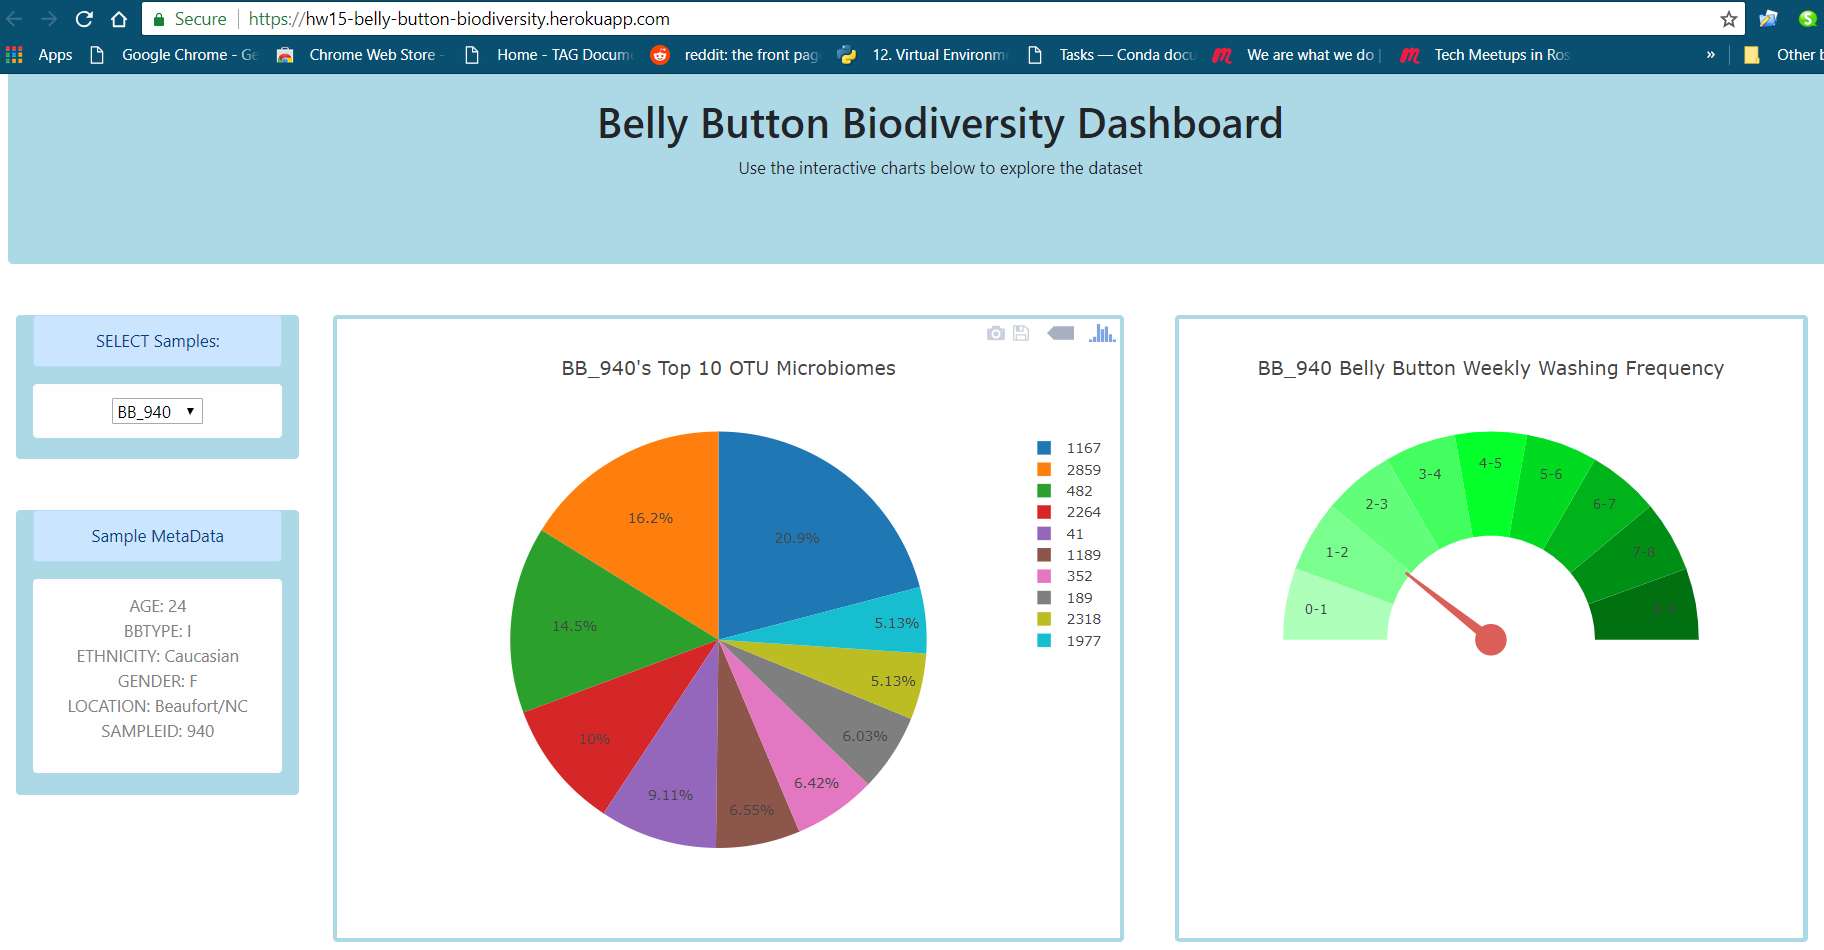 Secure https://hw15-belly-button-biodiversity.herokuapp.com
Apps Google Chrome - Ge Chrome Web Store - Home - TAG Docum reddit: the front pag 12. Virtual Environm Tasks — Conda docu We are what we do | Tech Meetups in Ros » Other b
Belly Button Biodiversity Dashboard
Use the interactive charts below to explore the dataset
SELECT Samples:
BB_940
Sample MetaData
AGE: 24
BBTYPE: I
ETHNICITY: Caucasian
GENDER: F
LOCATION: Beaufort/NC
SAMPLEID: 940
BB_940's Top 10 OTU Microbiomes
20.9%
16.2%
14.5%
10%
9.11%
6.55%
6.42%
6.03%
5.13%
5.13%
1167
2859
482
2264
41
1189
352
189
2318
1977
BB_940 Belly Button Weekly Washing Frequency
0-1
1-2
2-3
3-4
4-5
5-6
6-7
7-8